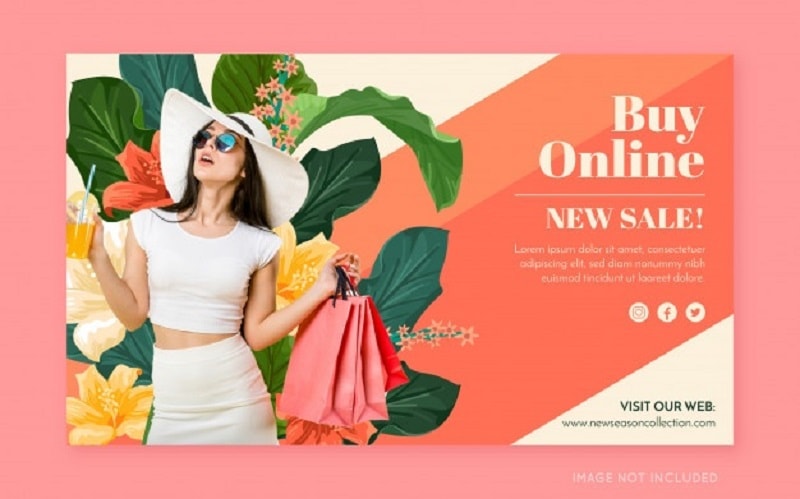 Buy
Online
NEW SALE!
Lorem ipsum dolor sit amet, consectetuer
adipiscing elit, sed diam nonummy nibh
euismod tincidunt ut laoreet dolore.
VISIT OUR WEB:
www.newseasoncollection.com
IMAGE NOT INCLUDED